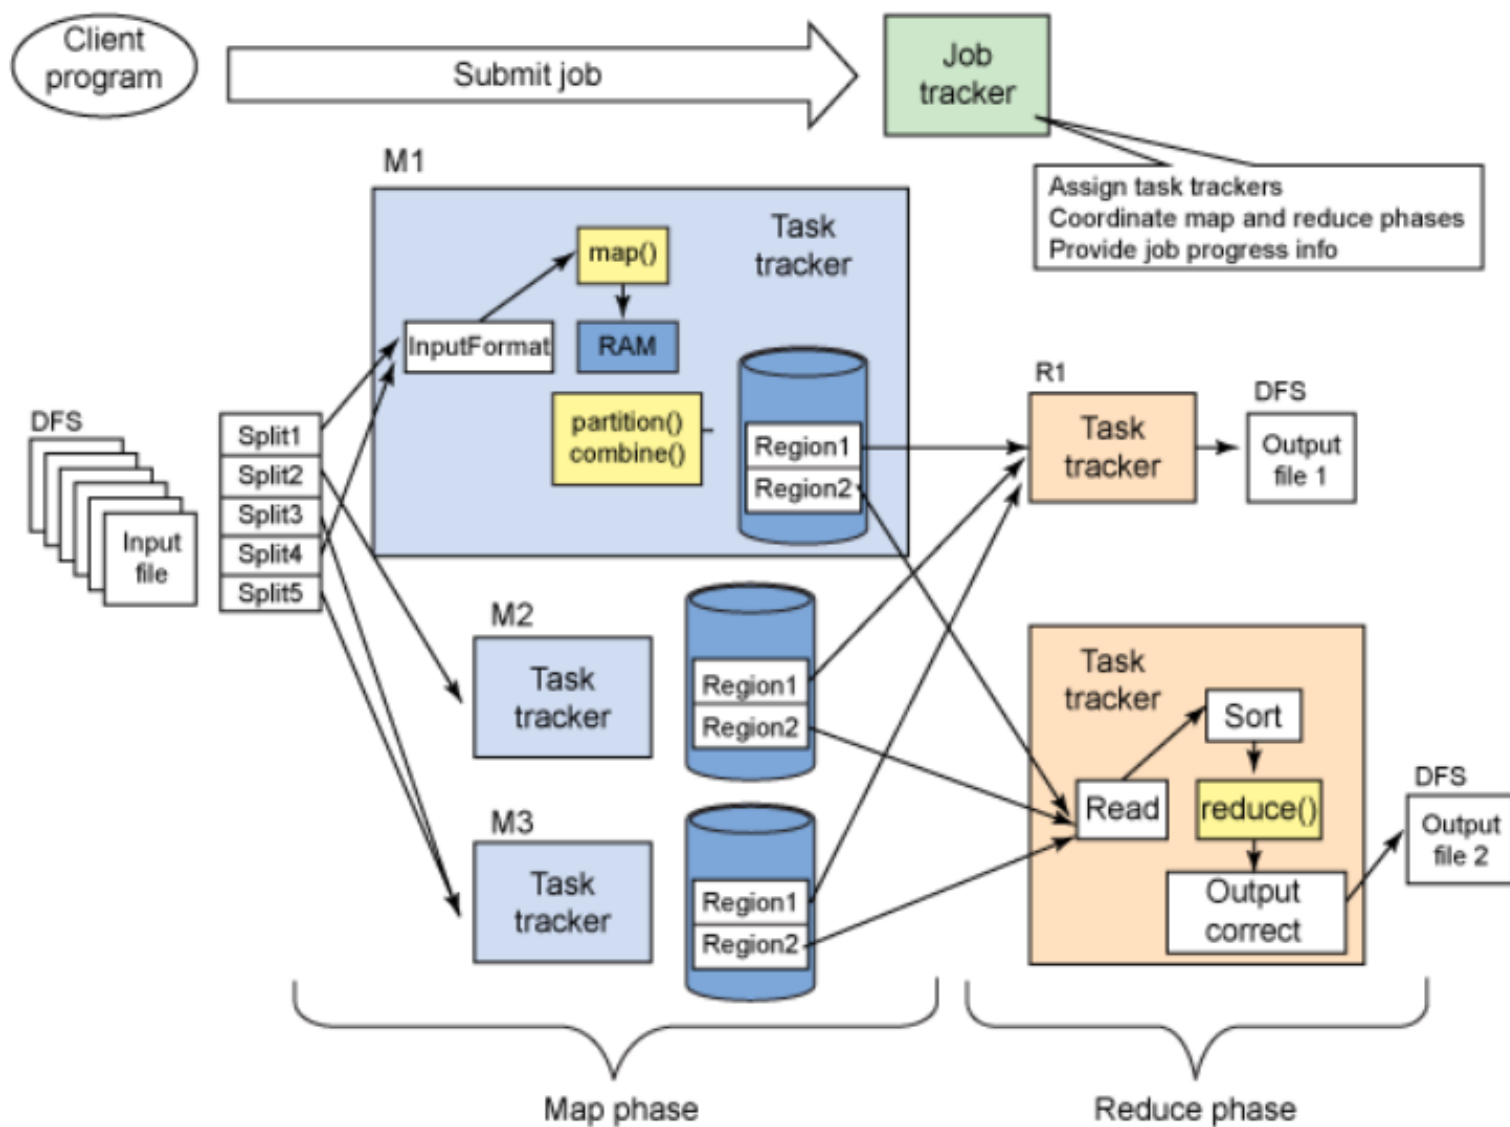 Client
program
Submit job
Job
tracker
Assign task trackers
Coordinate map and reduce phases
Provide job progress info
M1
Task
tracker
map()
InputFormat
RAM
partition()
combine()
Region1
Region2
DFS
Input
file
Split1
Split2
Split3
Split4
Split5
M2
Task
tracker
Region1
Region2
M3
Task
tracker
Region1
Region2
R1
Task
tracker
DFS
Output
file 1
Task
tracker
Sort
Read
reduce()
Output
correct
DFS
Output
file 2
Map phase
Reduce phase